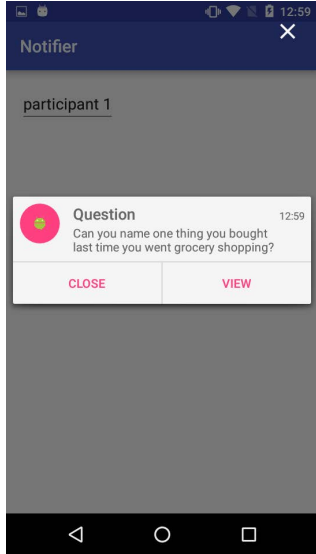 12:59
Notifier
participant 1
Question 12:59
Can you name one thing you bought
last time you went grocery shopping?
CLOSE VIEW